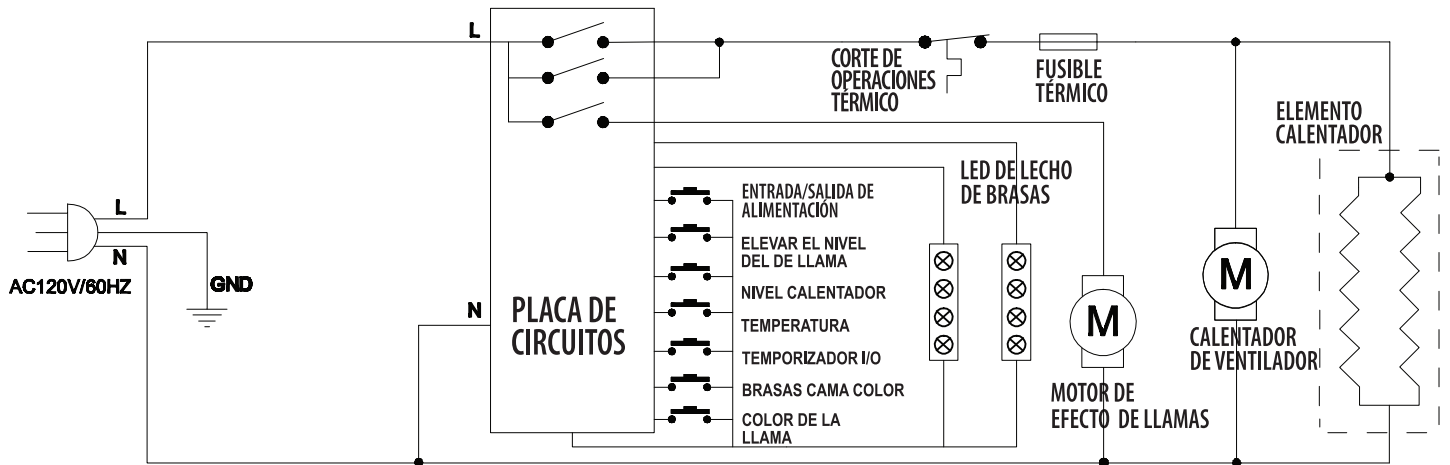 L
CORTE DE
OPERACIONES
TÉRMICO
FUSIBLE
TÉRMICO
ELEMENTO
CALENTADOR
LED DE LECHO
DE BRASAS
ENTRADA/SALIDA DE
ALIMENTACIÓN
L
N
AC120V/60HZ
GND
ELEVAR EL NIVEL
DEL DE LLAMA
NIVEL CALENTADOR
N
PLACA DE
CIRCUITOS
TEMPERATURA
TEMPORIZADOR I/O
BRASAS CAMA COLOR
COLOR DE LA
LLAMA
M
MOTOR DE
EFECTO DE LLAMAS
M
CALENTADOR
DE VENTILADOR